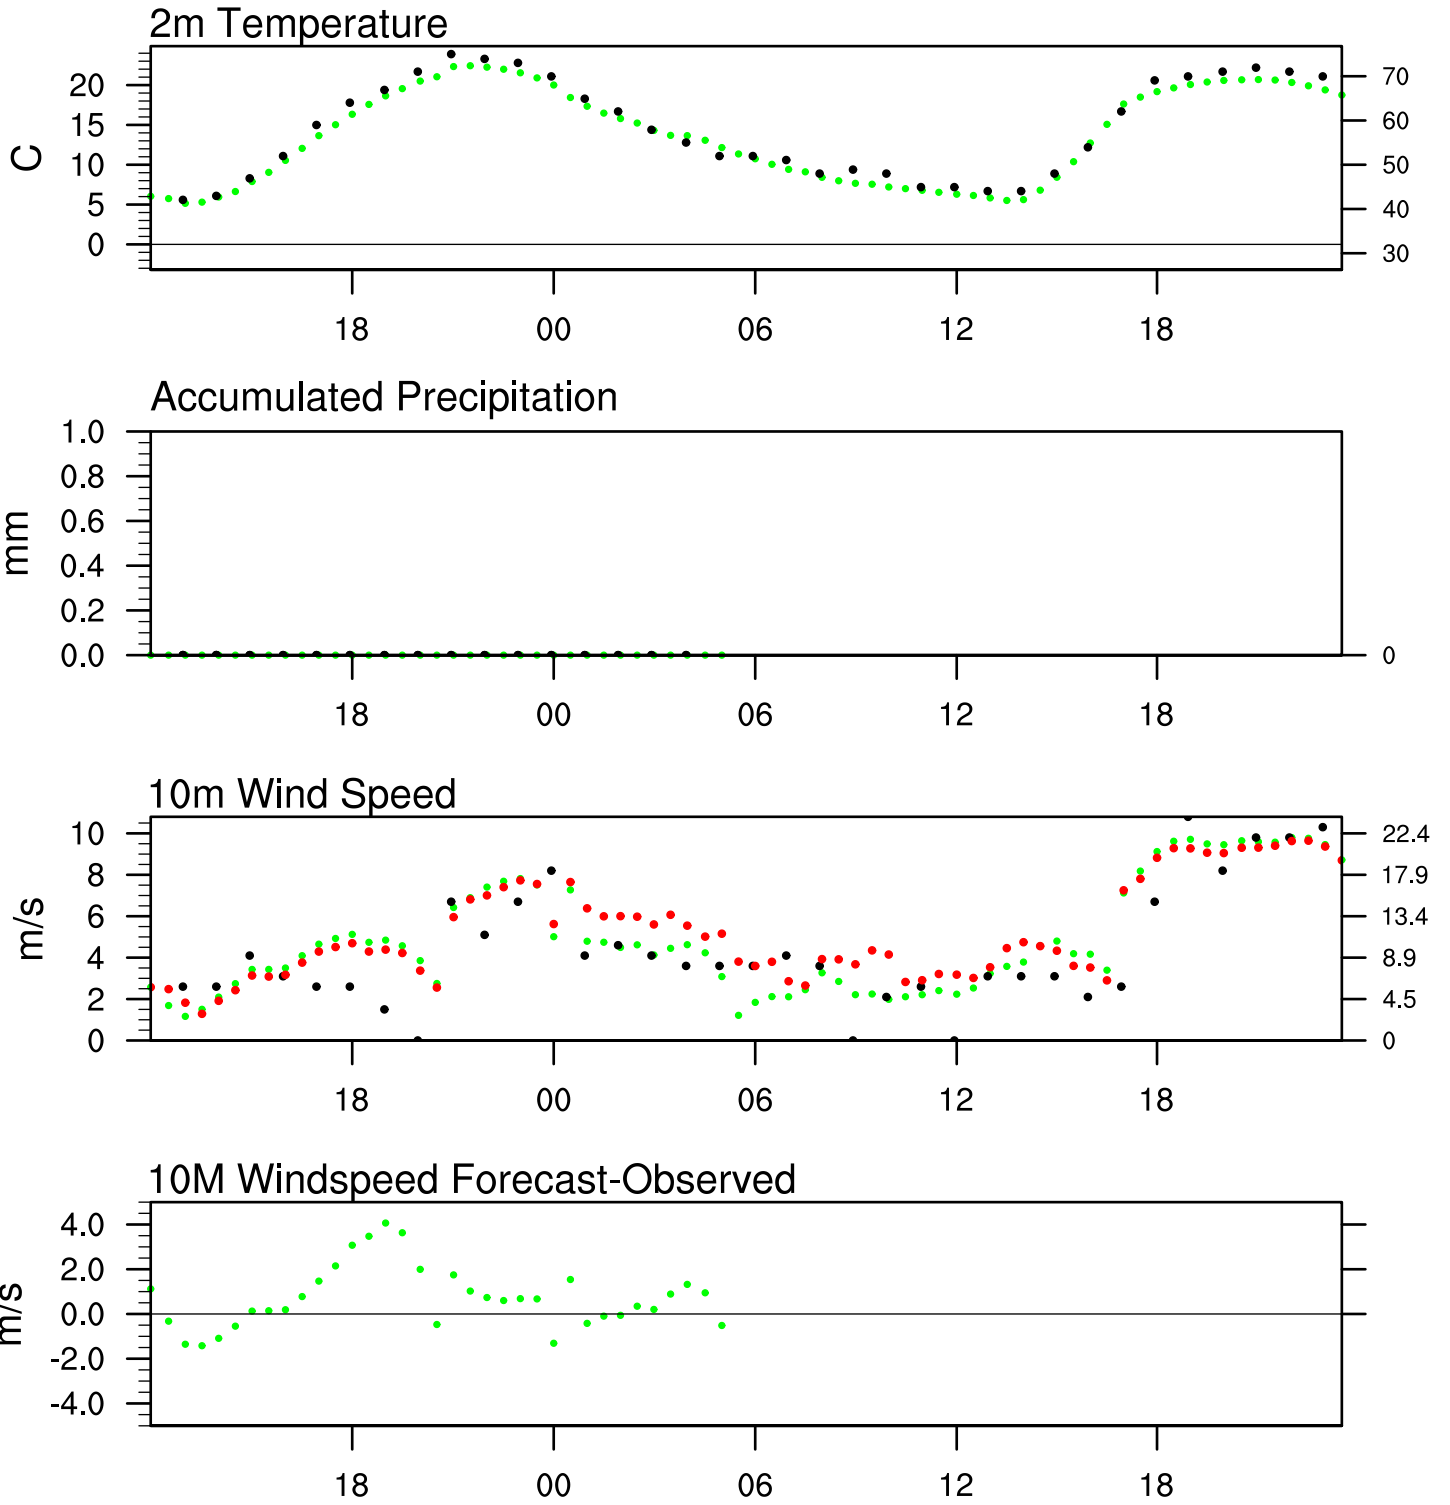 2m Temperature
C
20
15
10
5
0
70
60
50
40
30
18 00 06 12 18
Accumulated Precipitation
mm
1.0
0.8
0.6
0.4
0.2
0.0
0
18 00 06 12 18
10m Wind Speed
m/s
10
8
6
4
2
0
22.4
17.9
13.4
8.9
4.5
0
18 00 06 12 18
10M Windspeed Forecast-Observed
m/s
4.0
2.0
0.0
-2.0
-4.0
18 00 06 12 18